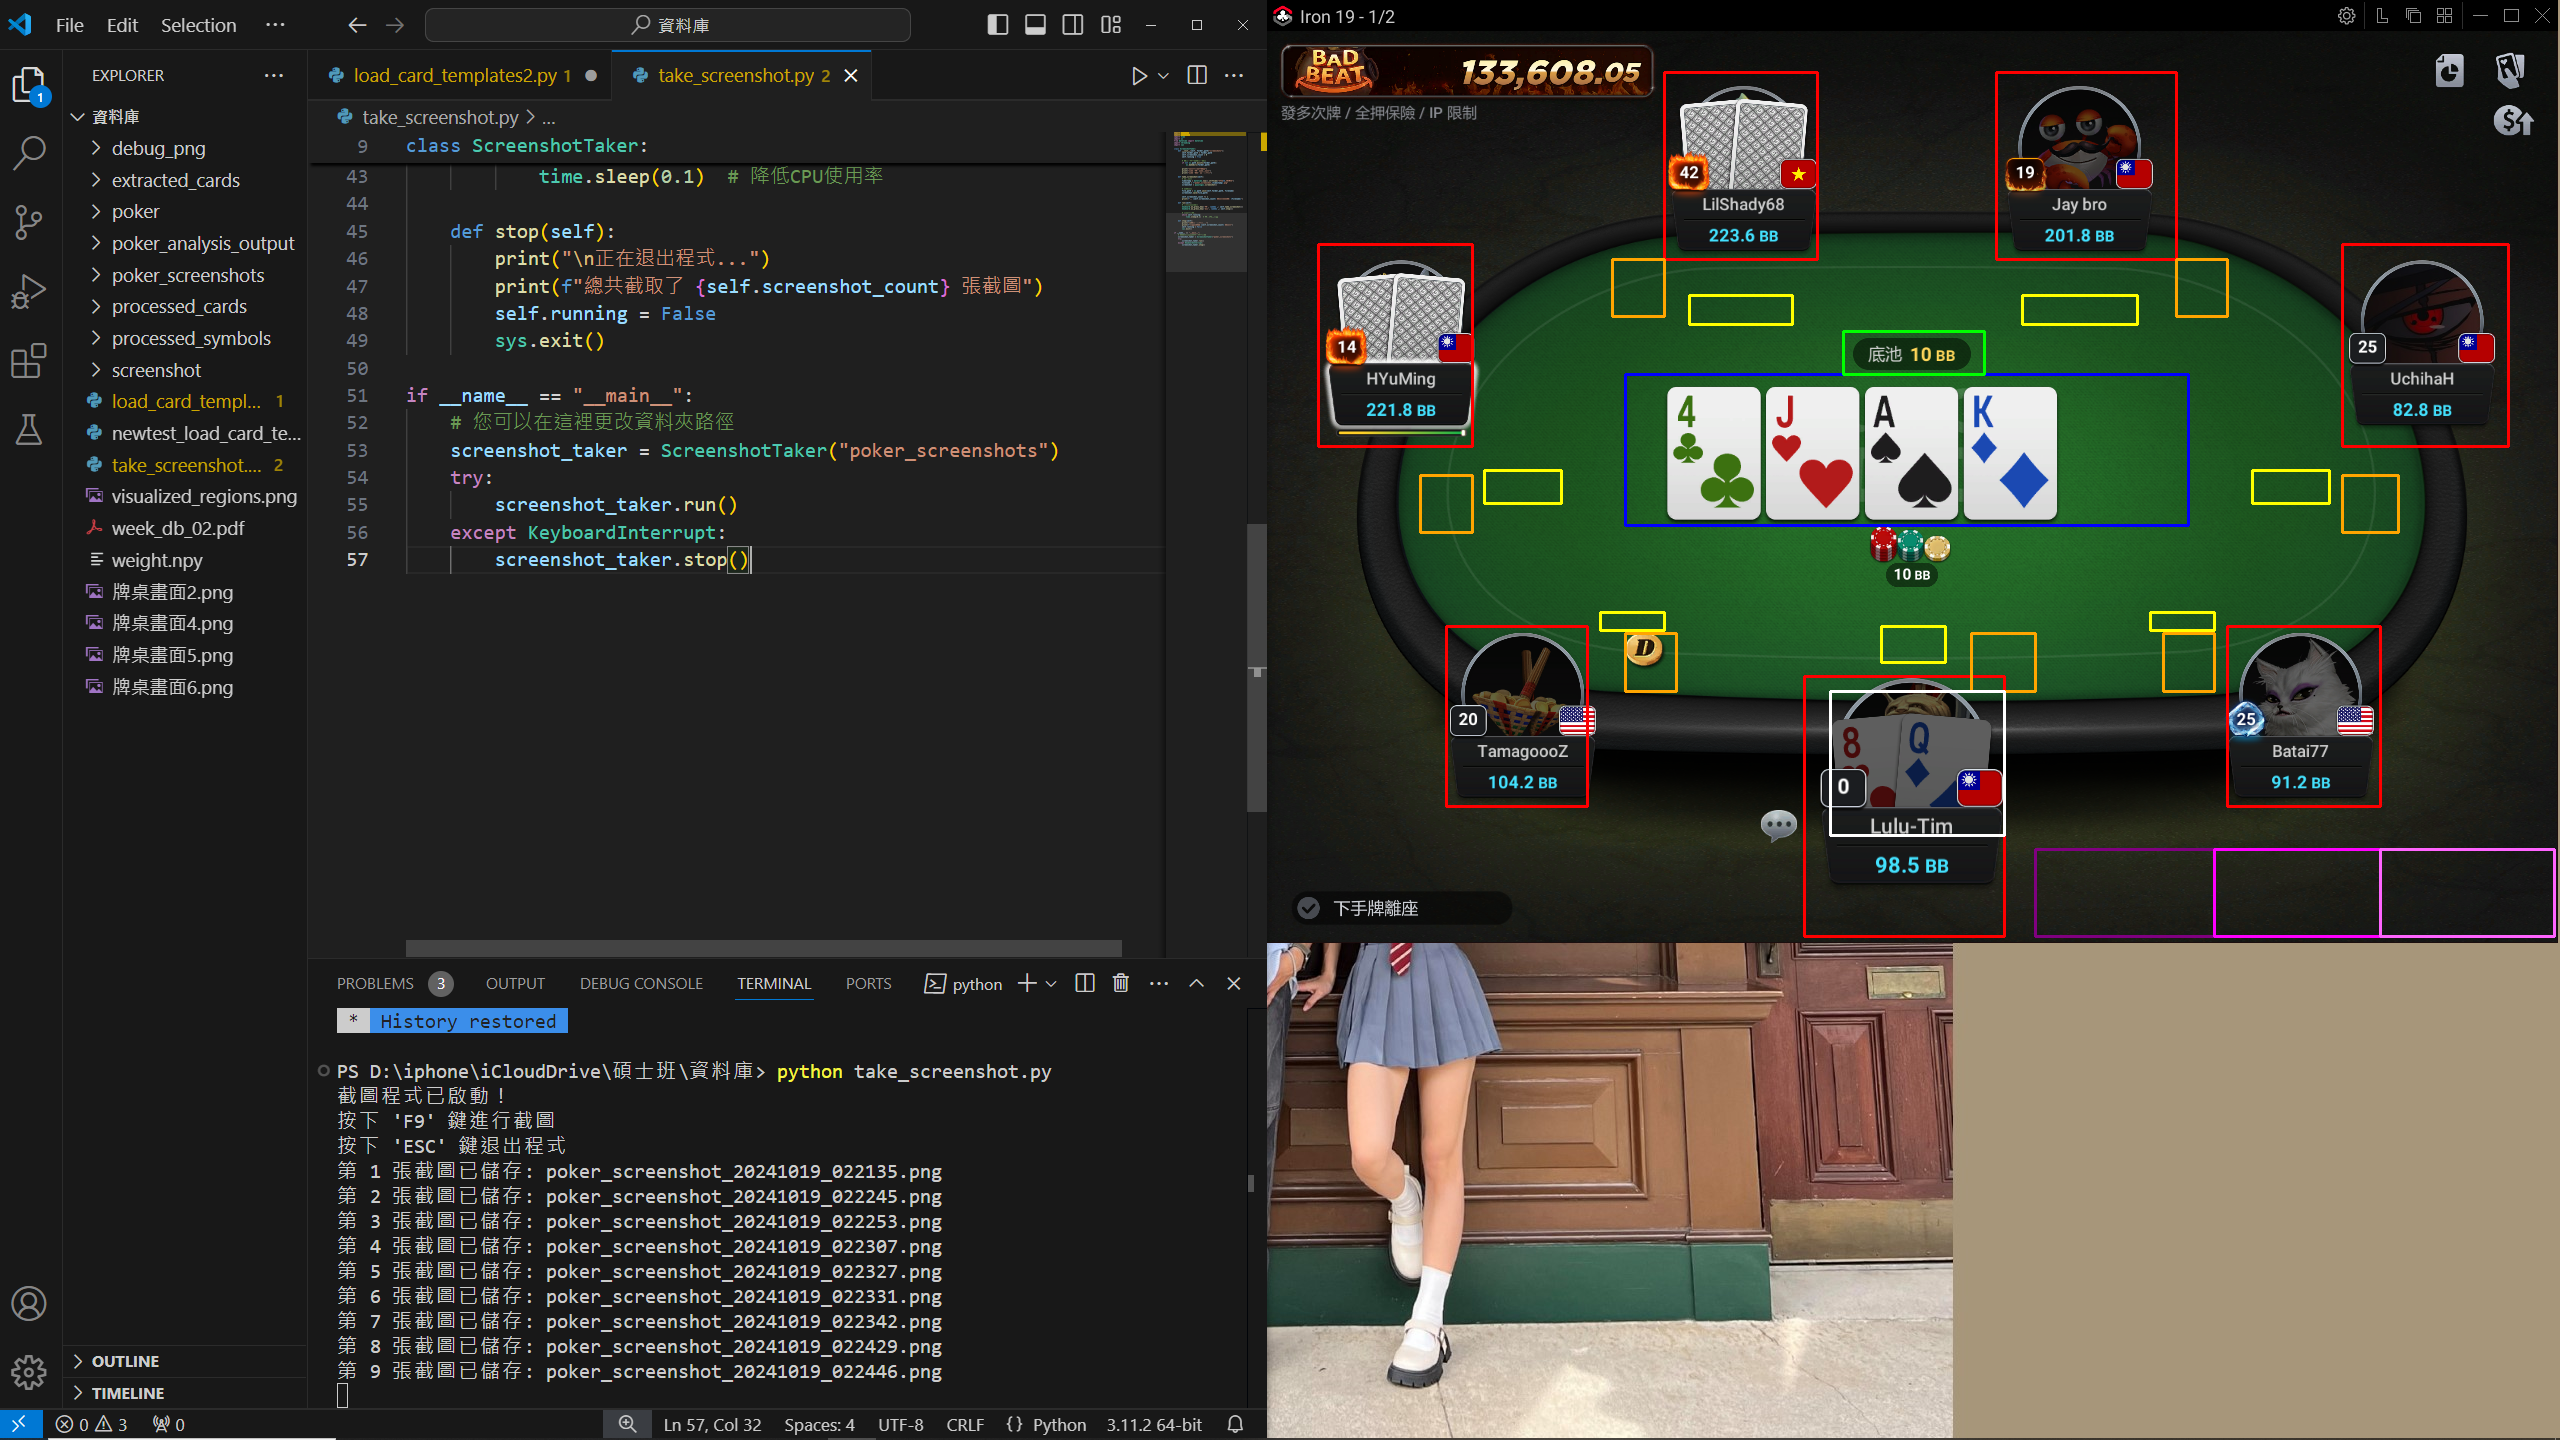 File Edit Selection ...
資料庫
EXPLORER
資料庫
debug_png
extracted_cards
poker
poker_analysis_output
poker_screenshots
processed_cards
processed_symbols
screenshot
load_card_templ... 1
newtest_load_card_te...
take_screenshot.... 2
visualized_regions.png
week_db_02.pdf
weight.npy
牌桌畫面2.png
牌桌畫面4.png
牌桌畫面5.png
牌桌畫面6.png
OUTLINE
TIMELINE
1
load_card_templates2.py 1
take_screenshot.py 2
take_screenshot.py > ...
9 class ScreenshotTaker:
43 time.sleep(0.1) # 降低CPU使用率
44
45 def stop(self):
46 print("\n正在退出程式...")
47 print(f"總共截取了 {self.screenshot_count} 張截圖")
48 self.running = False
49 sys.exit()
50
51 if __name__ == "__main__":
52 # 您可以在這裡更改資料夾路徑
53 screenshot_taker = ScreenshotTaker("poker_screenshots")
54 try:
55 screenshot_taker.run()
56 except KeyboardInterrupt:
57 screenshot_taker.stop()
PROBLEMS 3 OUTPUT DEBUG CONSOLE TERMINAL PORTS python
* History restored
PS D:\iphone\iCloudDrive\碩士班\資料庫> python take_screenshot.py
截圖程式已啟動！
按下 'F9' 鍵進行截圖
按下 'ESC' 鍵退出程式
第 1 張截圖已儲存: poker_screenshot_20241019_022135.png
第 2 張截圖已儲存: poker_screenshot_20241019_022245.png
第 3 張截圖已儲存: poker_screenshot_20241019_022253.png
第 4 張截圖已儲存: poker_screenshot_20241019_022307.png
第 5 張截圖已儲存: poker_screenshot_20241019_022327.png
第 6 張截圖已儲存: poker_screenshot_20241019_022331.png
第 7 張截圖已儲存: poker_screenshot_20241019_022342.png
第 8 張截圖已儲存: poker_screenshot_20241019_022429.png
第 9 張截圖已儲存: poker_screenshot_20241019_022446.png
0 3 0 Ln 57, Col 32 Spaces: 4 UTF-8 CRLF {} Python 3.11.2 64-bit
Iron 19 - 1/2
BAD BEAT 133,608.05
發多次牌 / 全押保險 / IP 限制
42
LilShady68
223.6 BB
19
Jay bro
201.8 BB
14
HYuMing
221.8 BB
25
UchihaH
82.8 BB
底池 10 BB
4 J A K
10 BB
D
20
TamagoooZ
104.2 BB
8 Q
0
Lulu-Tim
98.5 BB
25
Batai77
91.2 BB
下手牌離座